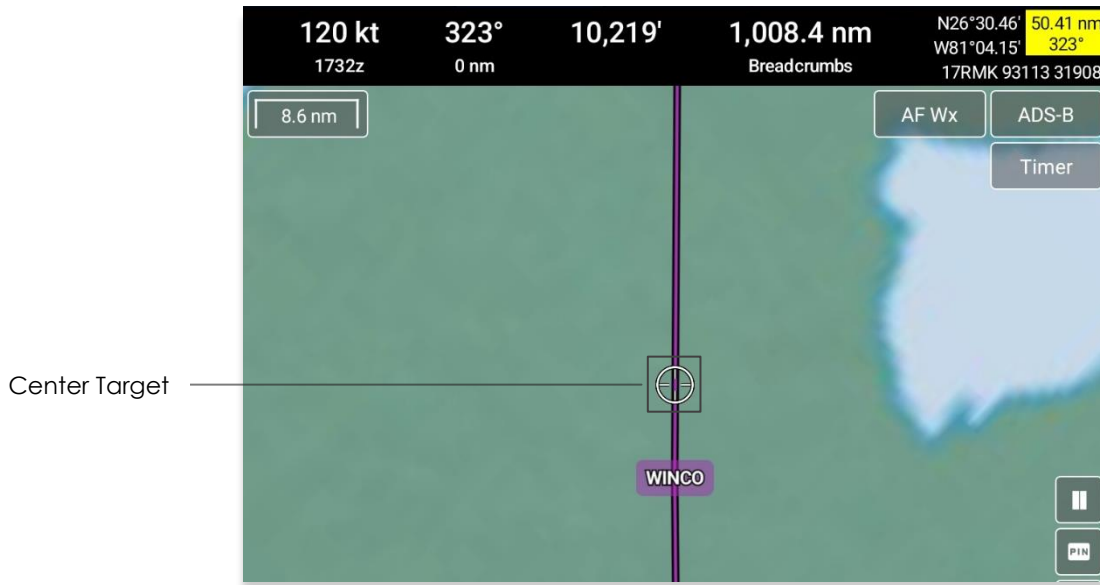 120 kt 323° 10,219' 1,008.4 nm N26°30.46' 50.41 nm
1732z 0 nm Breadcrumbs W81°04.15' 323°
17RMK 93113 31908
8.6 nm AF Wx ADS-B
Timer
Center Target
WINCO
PIN